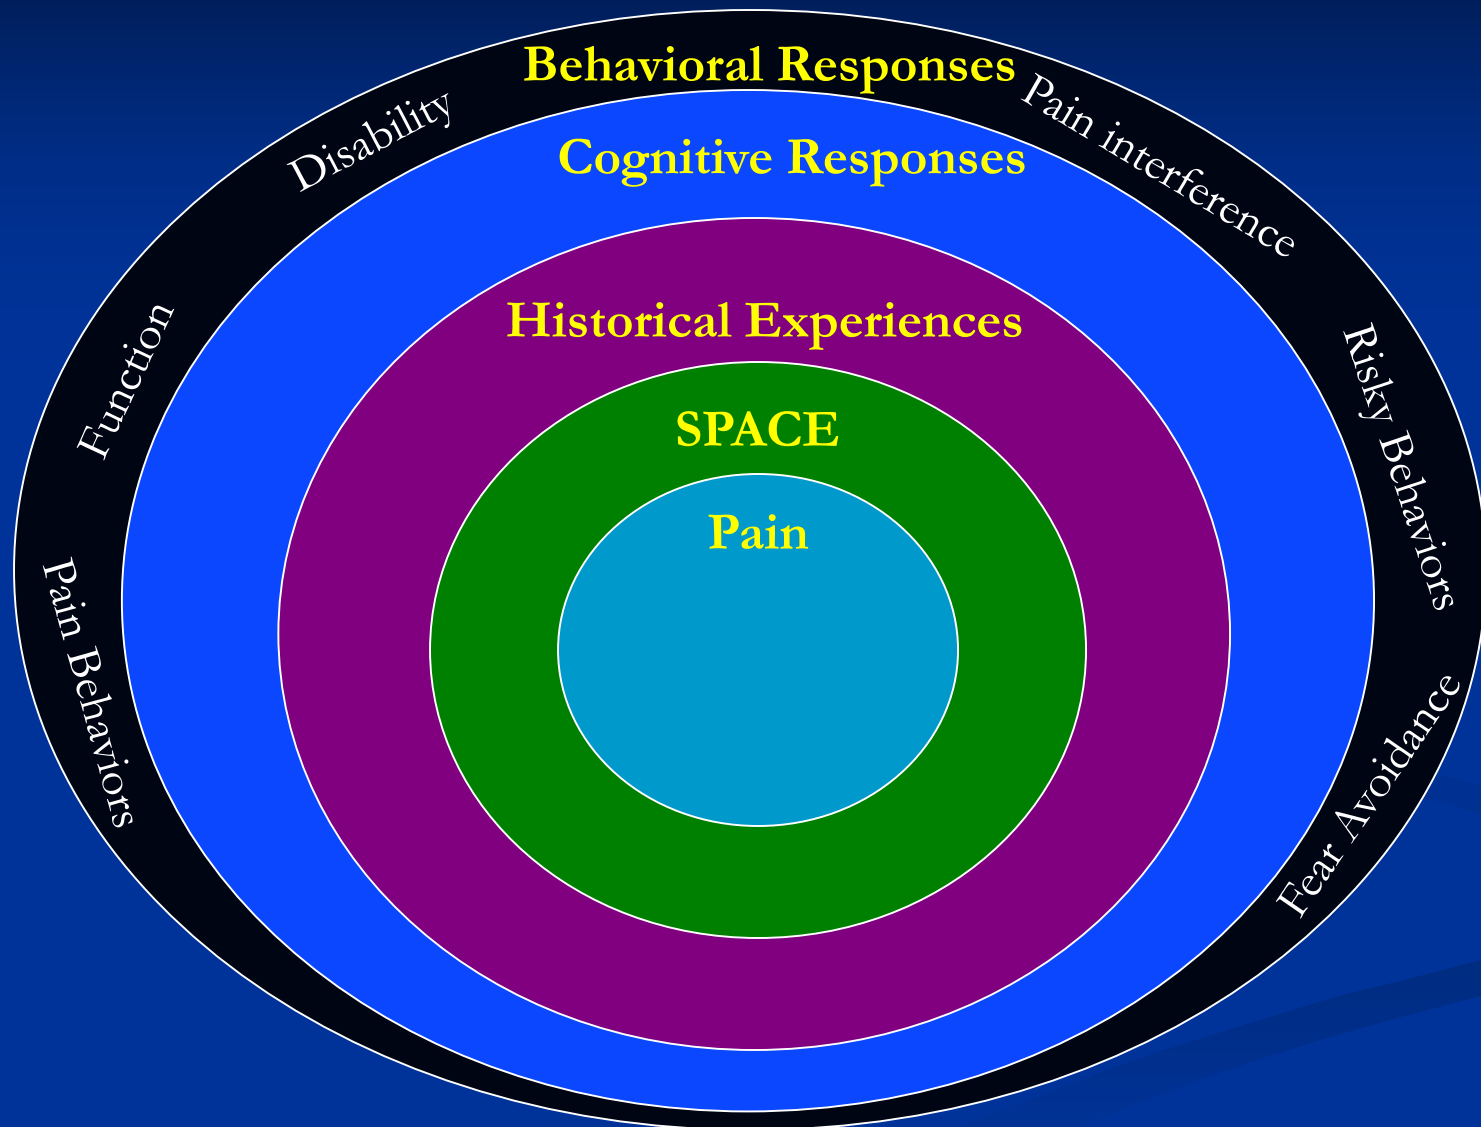 Behavioral Responses
Disability
Pain interference
Cognitive Responses
Function
Historical Experiences
Risky Behaviors
SPACE
Pain
Pain Behaviors
Fear Avoidance